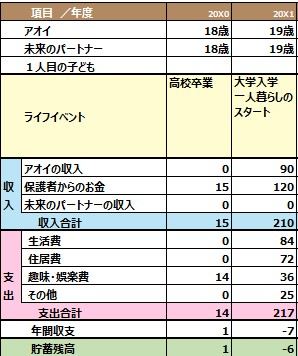 項目　／年度 20X0 20X1
アオイ 18歳 19歳
未来のパートナー 18歳 19歳
１人目の子ども
ライフイベント 高校卒業 大学入学
一人暮らしの
スタート
収入
アオイの収入 0 90
保護者からのお金 15 120
未来のパートナーの収入 0 0
収入合計 15 210
支出
生活費 0 84
住居費 0 72
趣味・娯楽費 14 36
その他 0 25
支出合計 14 217
年間収支 1 -7
貯蓄残高 1 -6